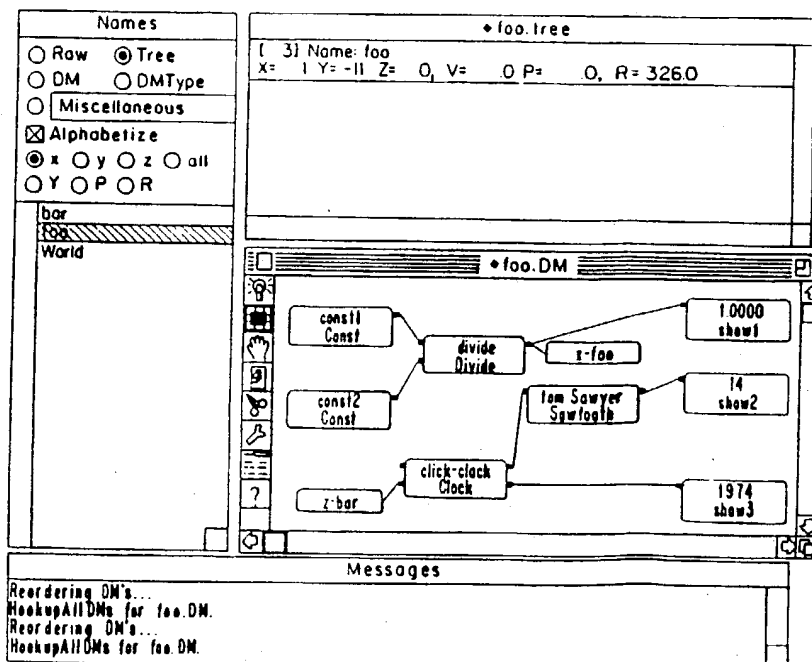 Names
Raw Tree
DM DMType
Miscellaneous
Alphabetize
x y z all
Y P R
bar
foo
World
foo.tree
[ 3] Name: foo
X= 1 Y= -11 Z= 0, V= .0 P= .0, R= 326.0
foo.DM
const1
Const
divide
Divide
x-foo
1.0000
show1
const2
Const
tom Sawyer
Sawtooth
14
show2
click-clack
Clock
z-bar
1974
show3
?
Messages
Reordering DM's...
HookupAllDMs for foo.DM.
Reordering DM's...
HookupAllDMs for foo.DM.